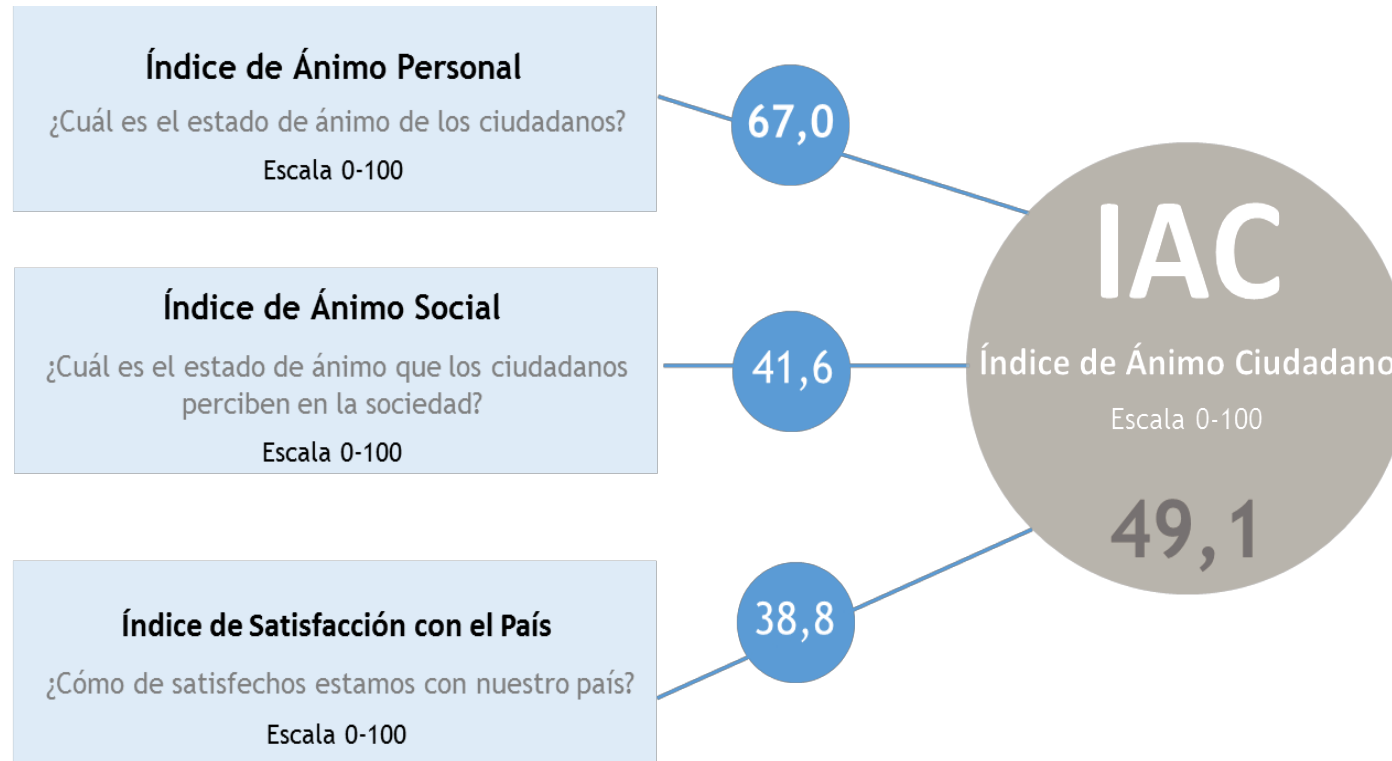 Índice de Ánimo Personal
¿Cuál es el estado de ánimo de los ciudadanos?
Escala 0-100
67,0
Índice de Ánimo Social
¿Cuál es el estado de ánimo que los ciudadanos
perciben en la sociedad?
Escala 0-100
41,6
Índice de Satisfacción con el País
¿Cómo de satisfechos estamos con nuestro país?
Escala 0-100
38,8
IAC
Índice de Ánimo Ciudadano
Escala 0-100
49,1